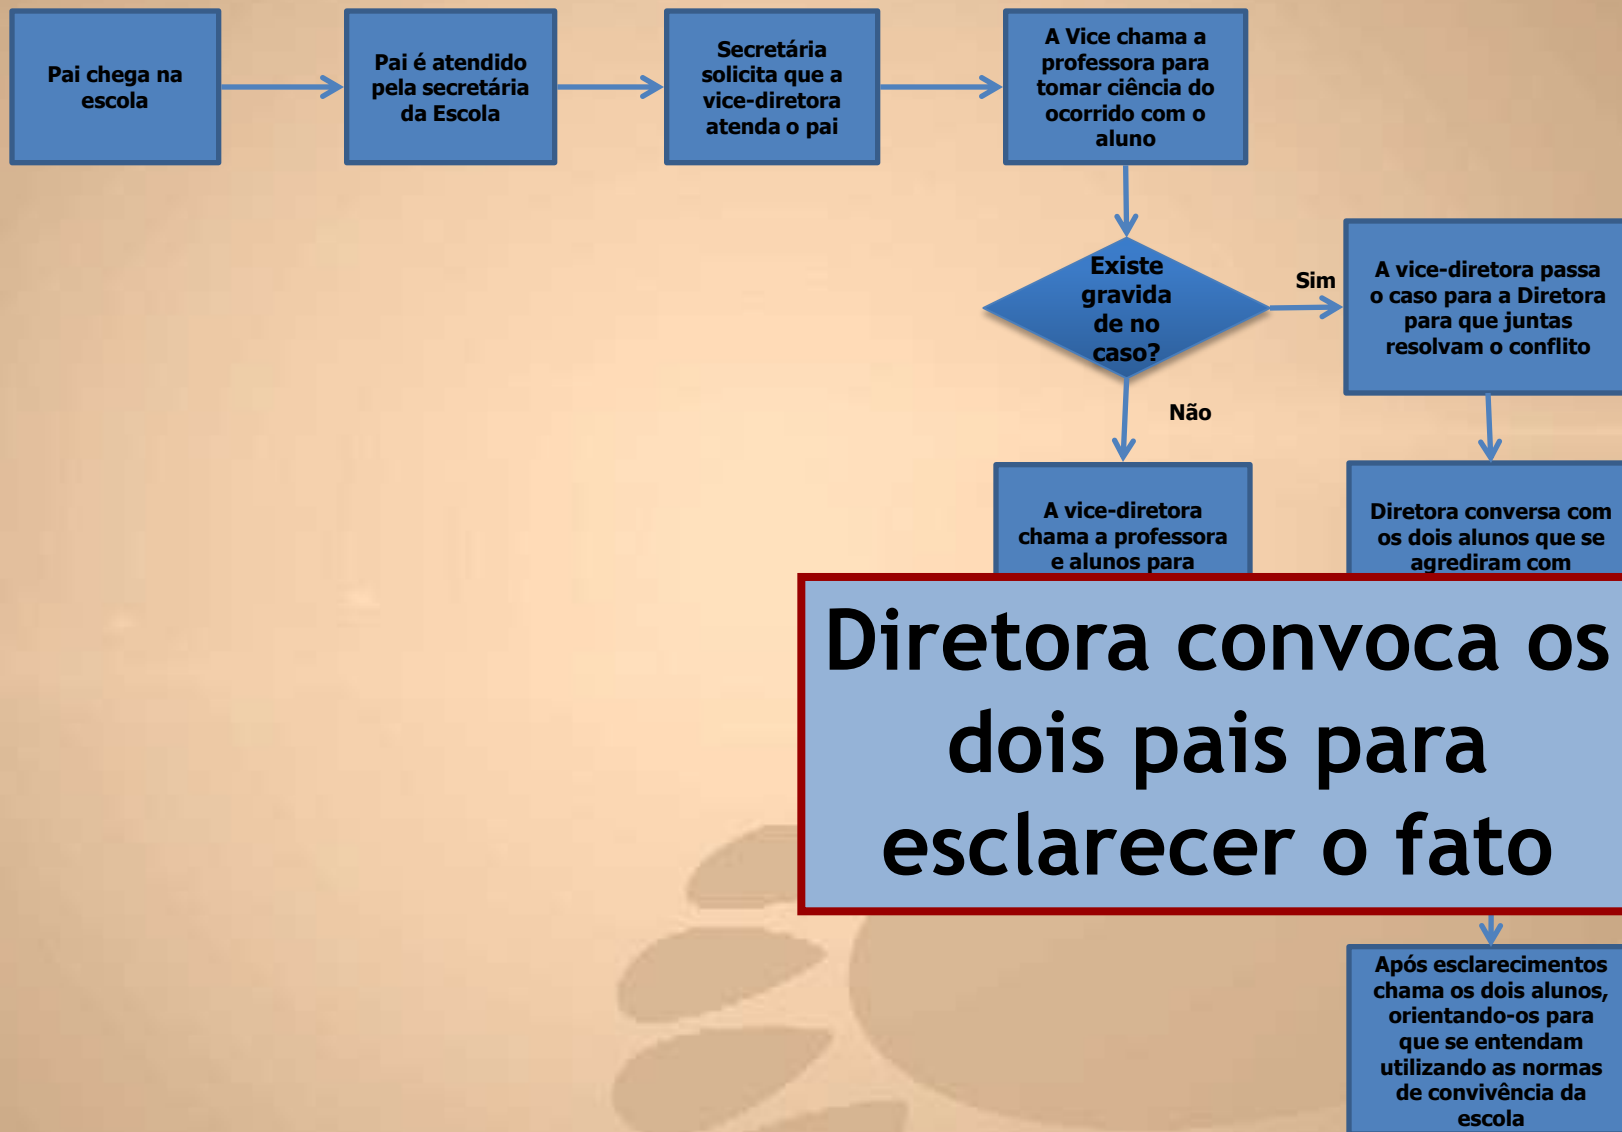 Pai chega na
escola
Pai é atendido
pela secretária
da Escola
Secretária
solicita que a
vice-diretora
atenda o pai
A Vice chama a
professora para
tomar ciência do
ocorrido com o
aluno
Existe
gravida
de no
caso?
Sim
A vice-diretora passa
o caso para a Diretora
para que juntas
resolvam o conflito
Não
A vice-diretora
chama a professora
e alunos para
Diretora conversa com
os dois alunos que se
agrediram com
Diretora convoca os
dois pais para
esclarecer o fato
Após esclarecimentos
chama os dois alunos,
orientando-os para
que se entendam
utilizando as normas
de convivência da
escola